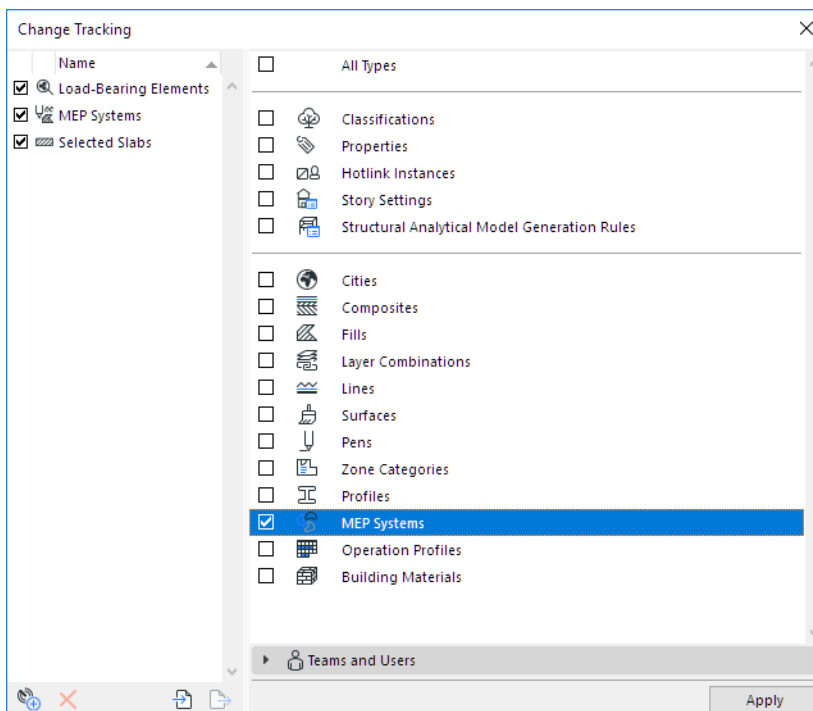 Change Tracking
Name
Load-Bearing Elements
MEP Systems
Selected Slabs
All Types
Classifications
Properties
Hotlink Instances
Story Settings
Structural Analytical Model Generation Rules
Cities
Composites
Fills
Layer Combinations
Lines
Surfaces
Pens
Zone Categories
Profiles
MEP Systems
Operation Profiles
Building Materials
Teams and Users
Apply